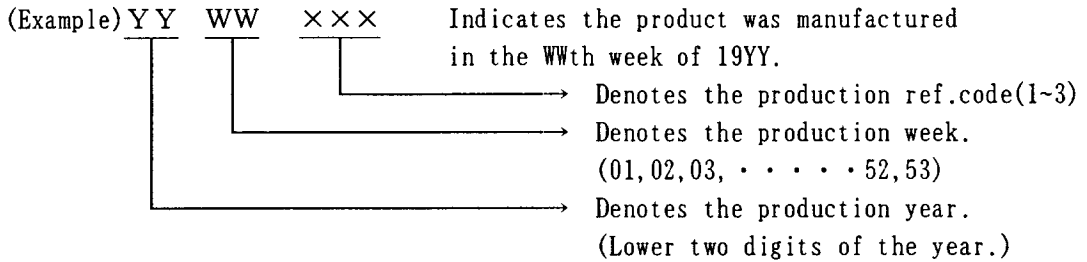 (Example) YY WW ××× Indicates the product was manufactured
in the WWth week of 19YY.
Denotes the production ref.code(1~3)
Denotes the production week.
(01,02,03, ・・・・・52,53)
Denotes the production year.
(Lower two digits of the year.)